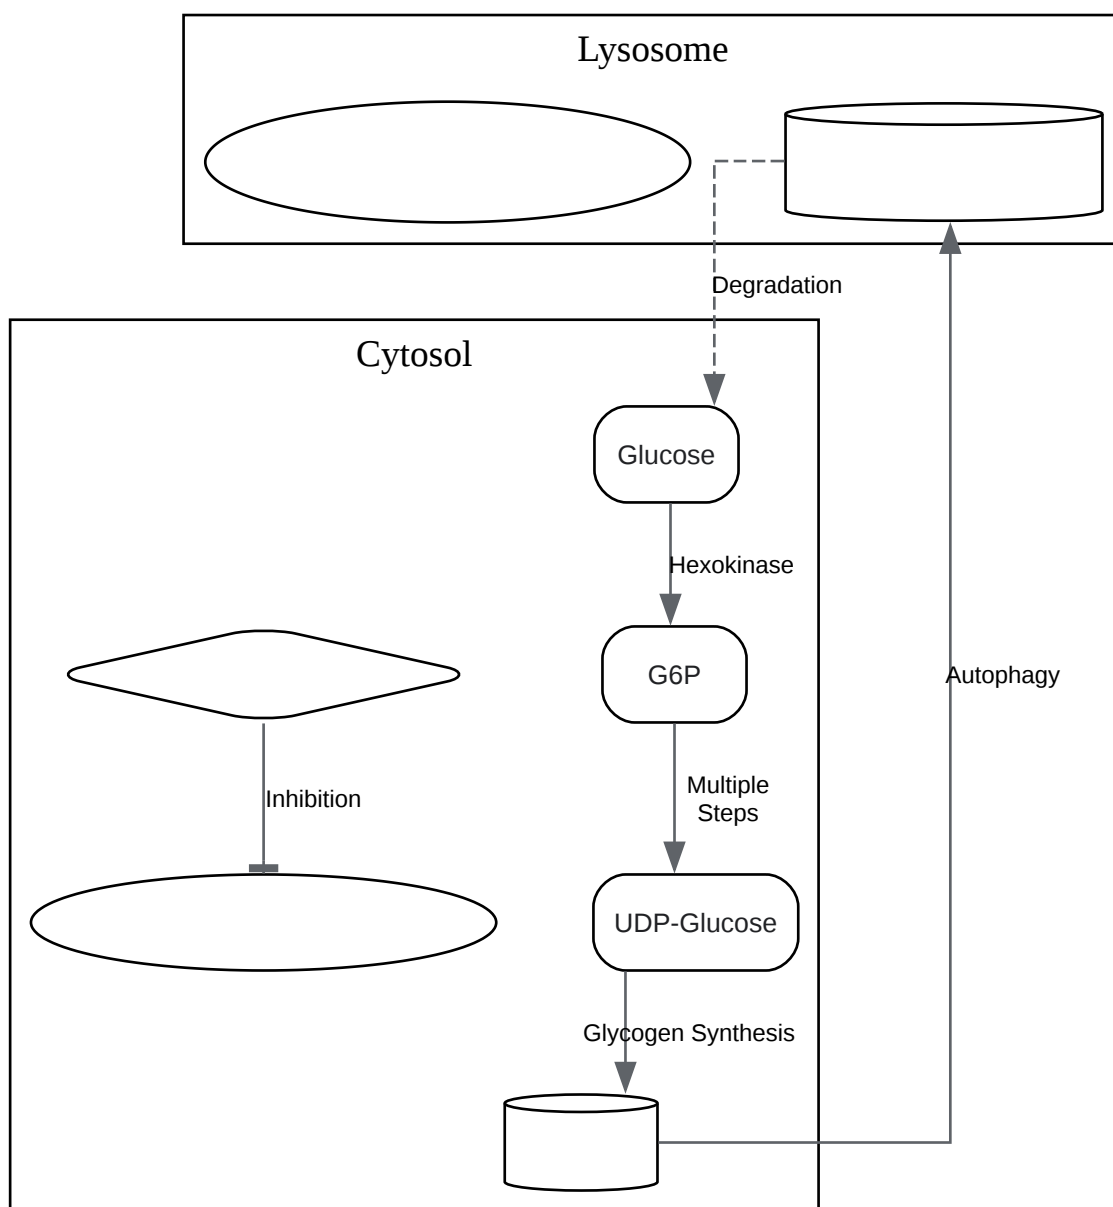 Lysosome
Degradation
Cytosol
Glucose
Hexokinase
G6P
Autophagy
Multiple
Steps
Inhibition
UDP-Glucose
Glycogen Synthesis